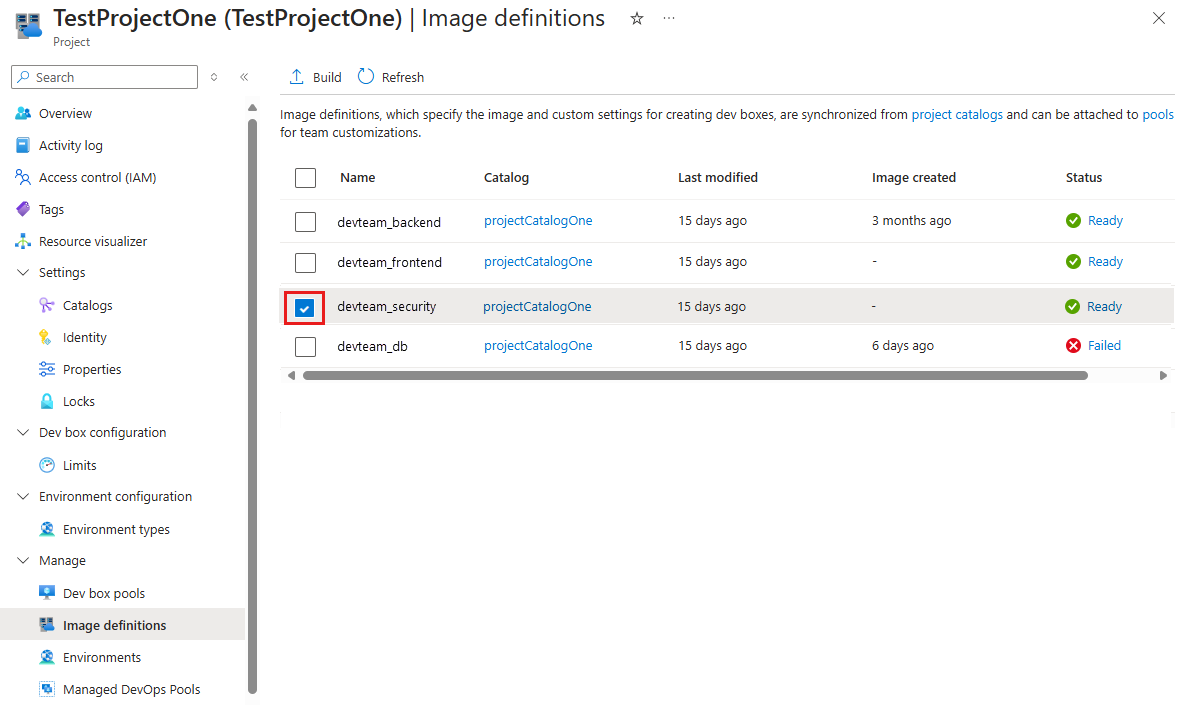 TestProjectOne (TestProjectOne) | Image definitions
Project
Search
Build
Refresh
Overview
Activity log
Access control (IAM)
Tags
Resource visualizer
Settings
Catalogs
Identity
Properties
Locks
Dev box configuration
Limits
Environment configuration
Environment types
Manage
Dev box pools
Image definitions
Environments
Managed DevOps Pools
Image definitions, which specify the image and custom settings for creating dev boxes, are synchronized from project catalogs and can be attached to pools
for team customizations.
Name Catalog Last modified Image created Status
devteam_backend projectCatalogOne 15 days ago 3 months ago Ready
devteam_frontend projectCatalogOne 15 days ago - Ready
devteam_security projectCatalogOne 15 days ago - Ready
devteam_db projectCatalogOne 15 days ago 6 days ago Failed